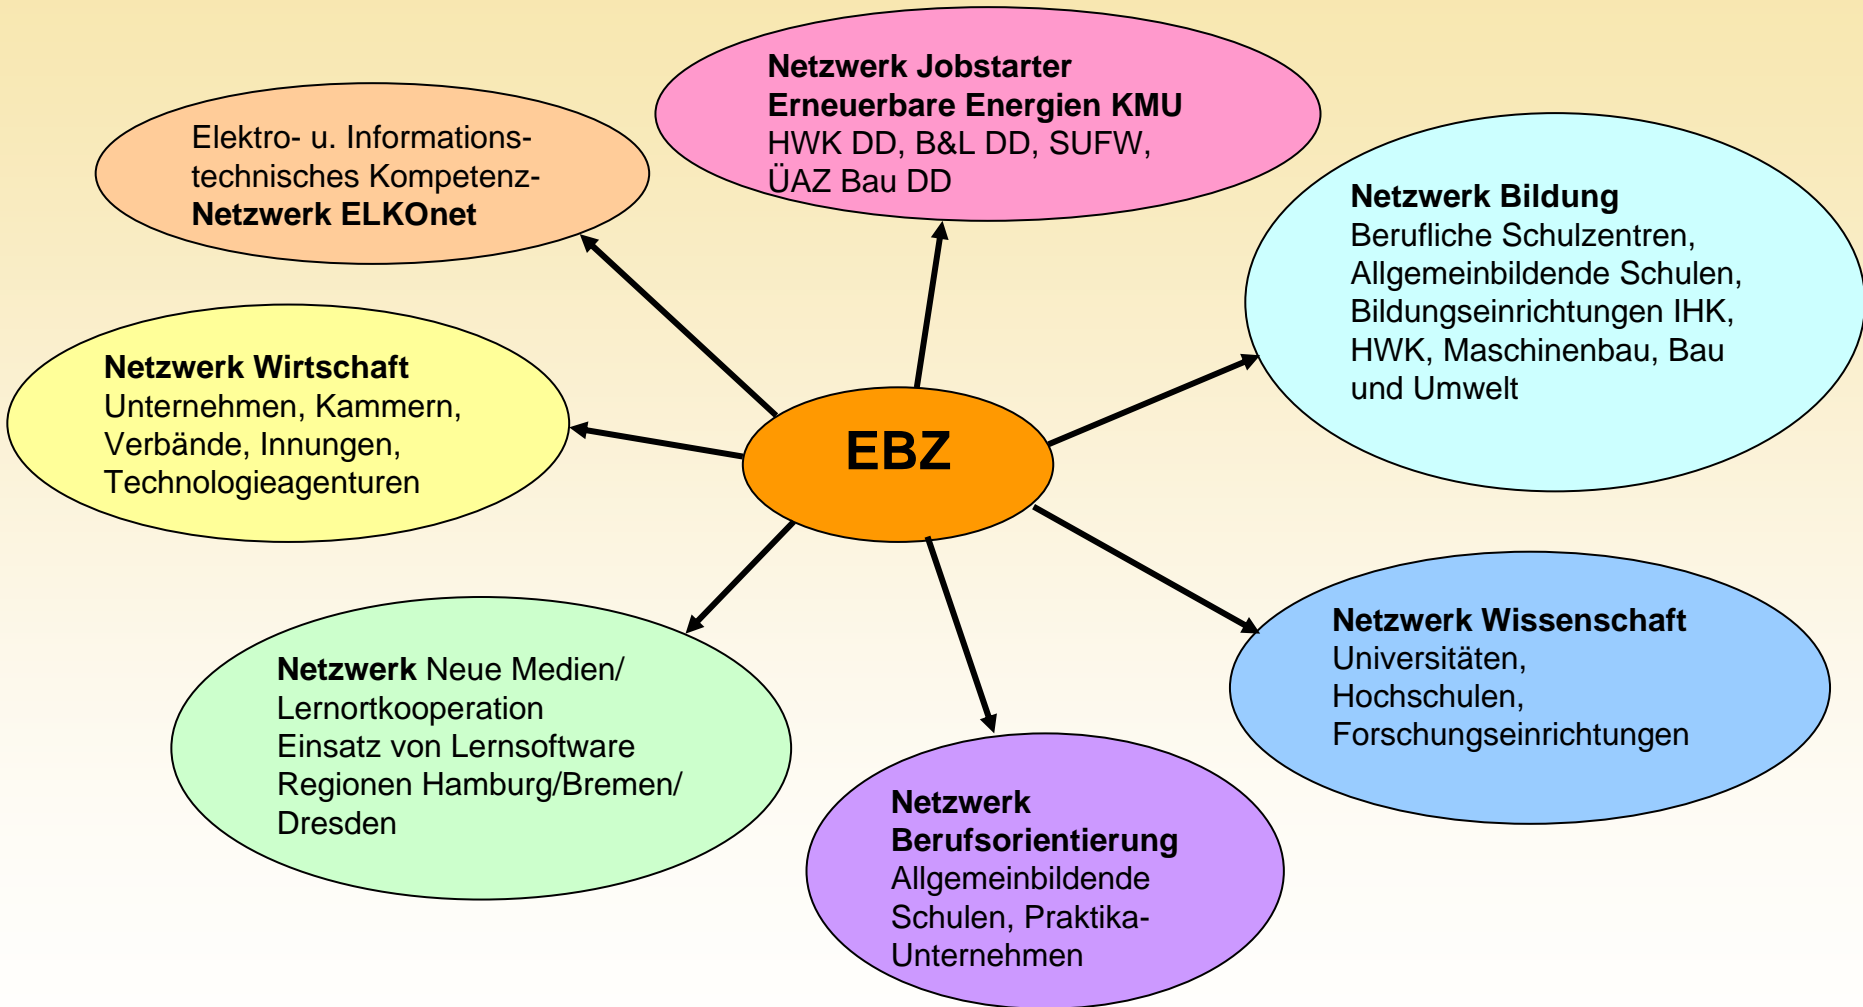 Netzwerk Jobstarter
Erneuerbare Energien KMU
HWK DD, B&L DD, SUFW,
ÜAZ Bau DD
Elektro- u. Informations-
technisches Kompetenz-
Netzwerk ELKOnet
Netzwerk Bildung
Berufliche Schulzentren,
Allgemeinbildende Schulen,
Bildungseinrichtungen IHK,
HWK, Maschinenbau, Bau
und Umwelt
Netzwerk Wirtschaft
Unternehmen, Kammern,
Verbände, Innungen,
Technologieagenturen
EBZ
Netzwerk Wissenschaft
Universitäten,
Hochschulen,
Forschungseinrichtungen
Netzwerk Neue Medien/
Lernortkooperation
Einsatz von Lernsoftware
Regionen Hamburg/Bremen/
Dresden
Netzwerk
Berufsorientierung
Allgemeinbildende
Schulen, Praktika-
Unternehmen